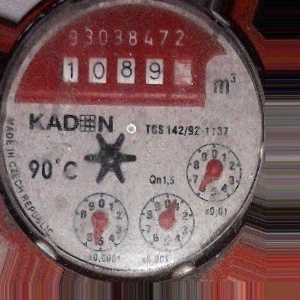 93038472
1089
m³
KADEN
TCS 142/92-1137
90°C
Qn1,5
MADE IN CZECH REPUBLIC
x0,01
x0,001
x0,0001